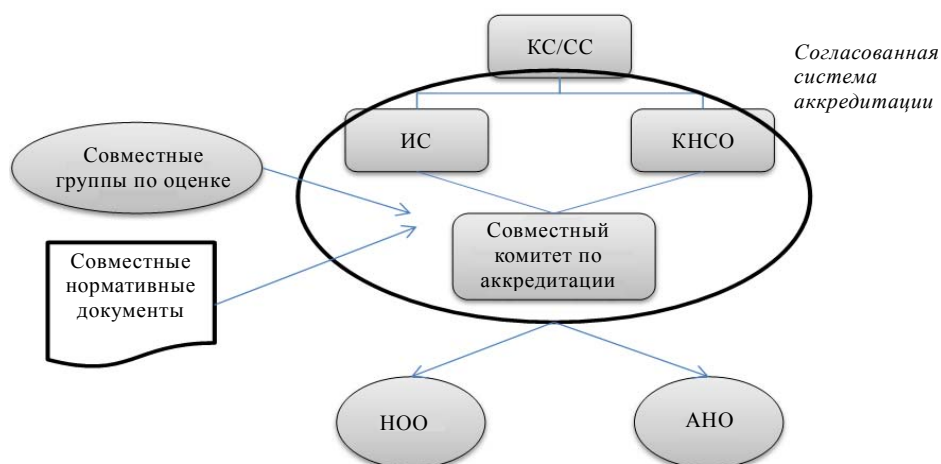 КС/СС
Согласованная
система
аккредитации
ИС
КНСО
Совместные
группы по оценке
Совместный
комитет по
аккредитации
Совместные
нормативные
документы
НОО
АНО